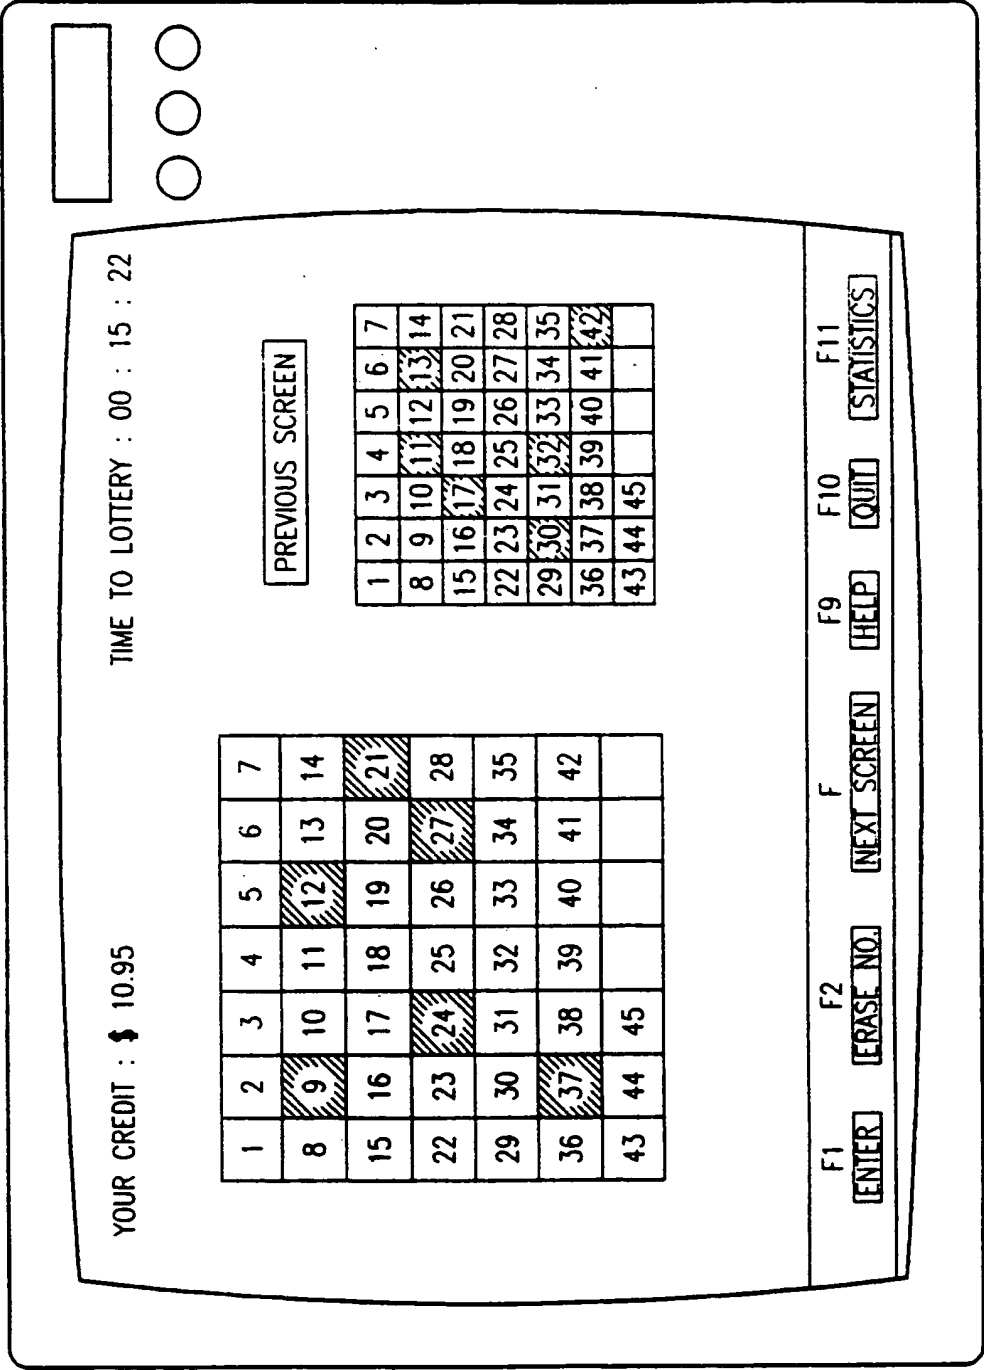 YOUR CREDIT : $ 10.95 TIME TO LOTTERY : 00 : 15 : 22
PREVIOUS SCREEN
1 2 3 4 5 6 7
8 9 10 11 12 13 14
15 16 17 18 19 20 21
22 23 24 25 26 27 28
29 30 31 32 33 34 35
36 37 38 39 40 41 42
43 44 45
1 2 3 4 5 6 7
8 9 10 11 12 13 14
15 16 17 18 19 20 21
22 23 24 25 26 27 28
29 30 31 32 33 34 35
36 37 38 39 40 41 42
43 44 45
F1 F2 F F9 F10 F11
ENTER ERASE NO. NEXT SCREEN HELP QUIT STATISTICS